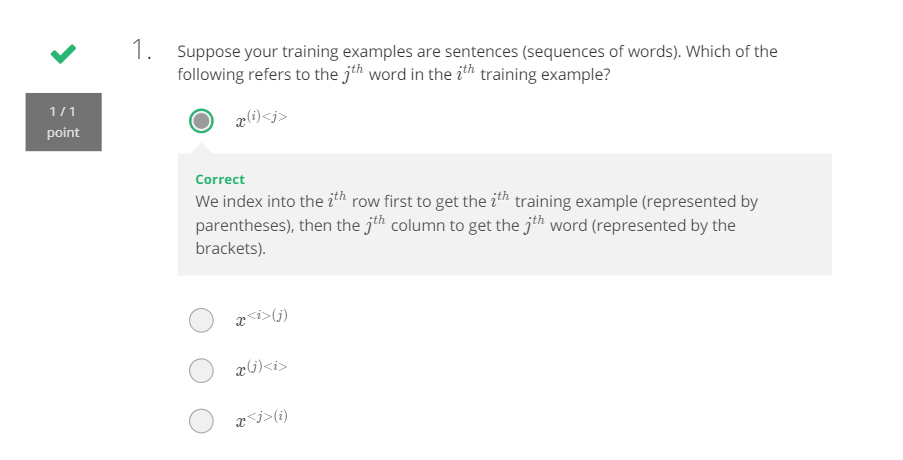 1. Suppose your training examples are sentences (sequences of words). Which of the
following refers to the j^{th} word in the i^{th} training example?
1 / 1
point
x^{(i)<j>}
Correct
We index into the i^{th} row first to get the i^{th} training example (represented by
parentheses), then the j^{th} column to get the j^{th} word (represented by the
brackets).
x^{<i>(j)}
x^{(j)<i>}
x^{<j>(i)}